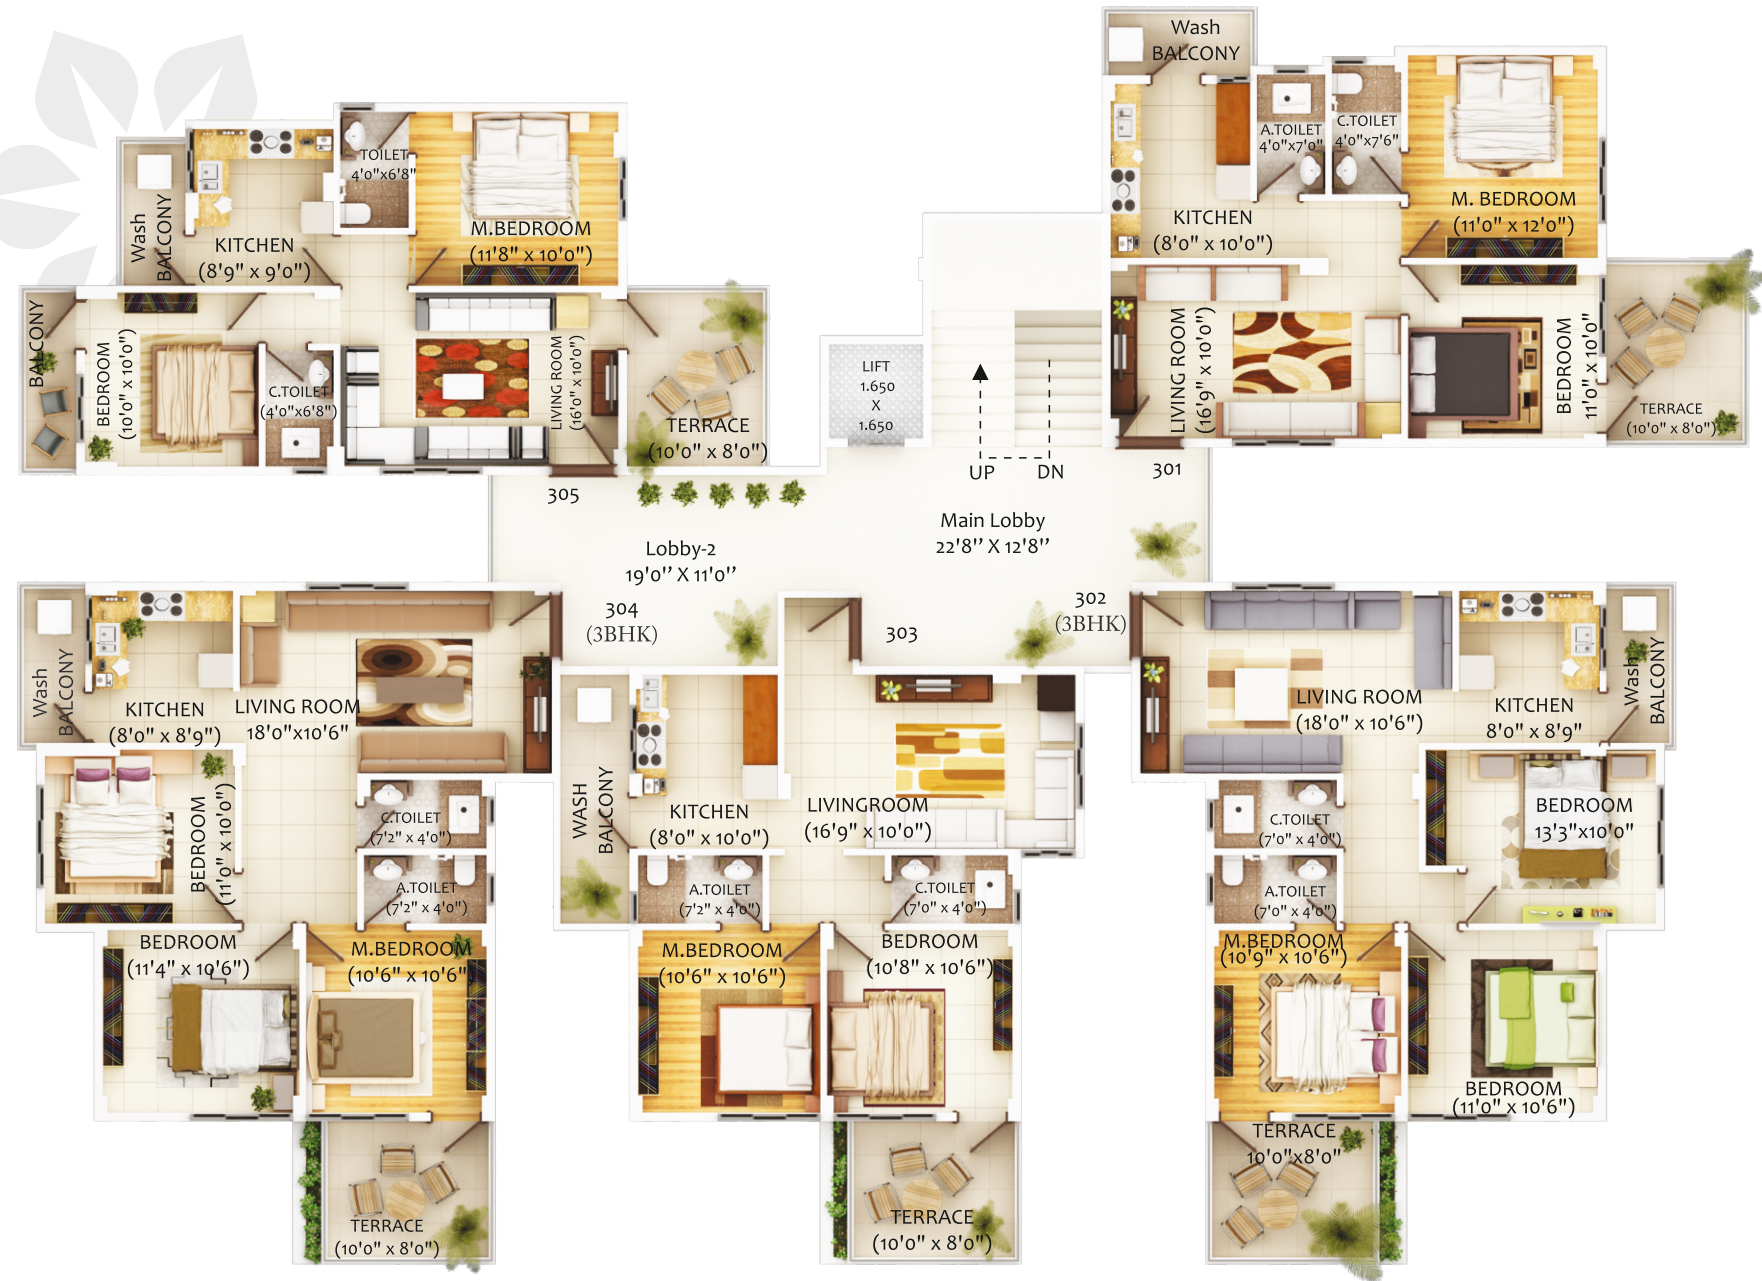 Wash
BALCONY
A.TOILET
4'0"x7'0"
C.TOILET
4'0"x7'6"
M. BEDROOM
(11'0" x 12'0")
KITCHEN
(8'0" x 10'0")
LIVING ROOM
(16'9" x 10'0")
BEDROOM
11'0" x 10'0")
TERRACE
(10'0" x 8'0")
301
TOILET
4'0"x6'8"
M.BEDROOM
(11'8" x 10'0")
Wash
BALCONY
KITCHEN
(8'9" x 9'0")
BALCONY
BEDROOM
(10'0" x 10'0")
C.TOILET
(4'0"x6'8")
LIVING ROOM
(16'0" x 10'0")
TERRACE
(10'0" x 8'0")
305
LIFT
1.650
X
1.650
UP
DN
Main Lobby
22'8'' X 12'8''
Lobby-2
19'0'' X 11'0''
304
(3BHK)
303
302
(3BHK)
Wash
BALCONY
KITCHEN
(8'0" x 8'9")
LIVING ROOM
18'0"x10'6"
BEDROOM
(11'0" x 10'0")
C.TOILET
(7'2" x 4'0")
A.TOILET
(7'2" x 4'0")
BEDROOM
(11'4" x 10'6")
M.BEDROOM
(10'6" x 10'6")
TERRACE
(10'0" x 8'0")
WASH
BALCONY
KITCHEN
(8'0" x 10'0")
LIVINGROOM
(16'9" x 10'0")
A.TOILET
(7'2" x 4'0")
C.TOILET
(7'0" x 4'0")
M.BEDROOM
(10'6" x 10'6")
BEDROOM
(10'8" x 10'6")
TERRACE
(10'0" x 8'0")
LIVING ROOM
(18'0" x 10'6")
KITCHEN
8'0" x 8'9"
Wash
BALCONY
C.TOILET
(7'0" x 4'0")
A.TOILET
(7'0" x 4'0")
BEDROOM
13'3"x10'0"
M.BEDROOM
(10'9" x 10'6")
BEDROOM
(11'0" x 10'6")
TERRACE
10'0"x8'0"